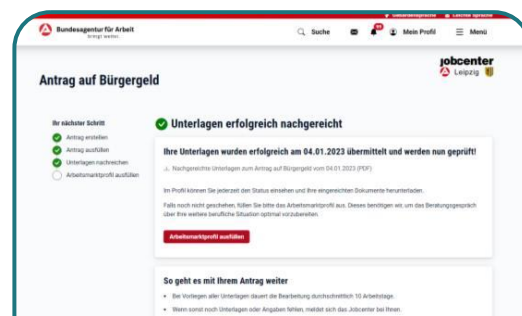 Gebärdensprache Leichte Sprache
Bundesagentur für Arbeit
bringt weiter.
Suche
Mein Profil
Menü
jobcenter
Leipzig
Antrag auf Bürgergeld
Ihr nächster Schritt
Antrag erstellen
Antrag ausfüllen
Unterlagen nachreichen
Arbeitsmarktprofil ausfüllen
Unterlagen erfolgreich nachgereicht
Ihre Unterlagen wurden erfolgreich am 04.01.2023 übermittelt und werden nun geprüft!
Nachgereichte Unterlagen zum Antrag auf Bürgergeld vom 04.01.2023 (PDF)
Im Profil können Sie jederzeit den Status einsehen und Ihre eingereichten Dokumente herunterladen.
Falls noch nicht geschehen, füllen Sie bitte das Arbeitsmarktprofil aus. Dieses benötigen wir, um das Beratungsgespräch
über Ihre weitere berufliche Situation optimal vorzubereiten.
Arbeitsmarktprofil ausfüllen
So geht es mit Ihrem Antrag weiter
• Bei Vorliegen aller Unterlagen dauert die Bearbeitung durchschnittlich 10 Arbeitstage.
• Wenn sonst noch Unterlagen oder Angaben fehlen, meldet sich das Jobcenter bei Ihnen.